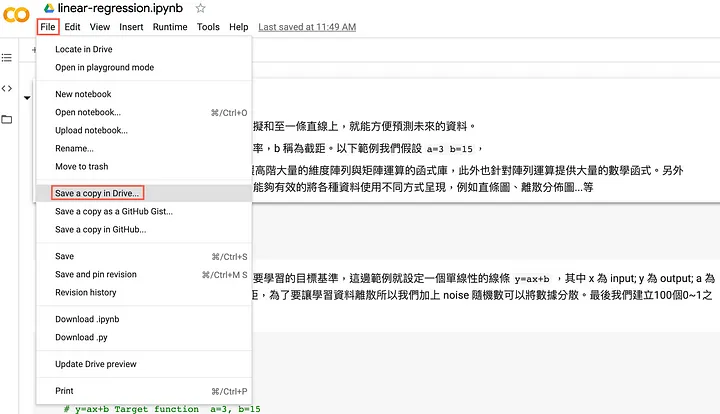 linear-regression.ipynb
File Edit View Insert Runtime Tools Help Last saved at 11:49 AM
Locate in Drive
Open in playground mode
New notebook
Open notebook... ⌘/Ctrl+O
Upload notebook...
擬和至一條直線上，就能方便預測未來的資料。
Rename...
率，b 稱為截距。以下範例我們假設 a=3 b=15，
Move to trash
高階大量的維度陣列與矩陣運算的函式庫，此外也針對陣列運算提供大量的數學函式。另外
Save a copy in Drive...
能夠有效的將各種資料使用不同方式呈現，例如直條圖、離散分佈圖...等
Save a copy as a GitHub Gist...
Save a copy in GitHub...
Save ⌘/Ctrl+S
Save and pin revision ⌘/Ctrl+M S
要學習的目標基準，這邊範例就設定一個單線性的線條 y=ax+b，其中 x 為 input; y 為 output; a 為
Revision history
距，為了要讓學習資料離散所以我們加上 noise 隨機數可以將數據分散。最後我們建立100個0~1之
Download .ipynb
Download .py
Update Drive preview
Print ⌘/Ctrl+P
# y=ax+b Target function a=3, b=15